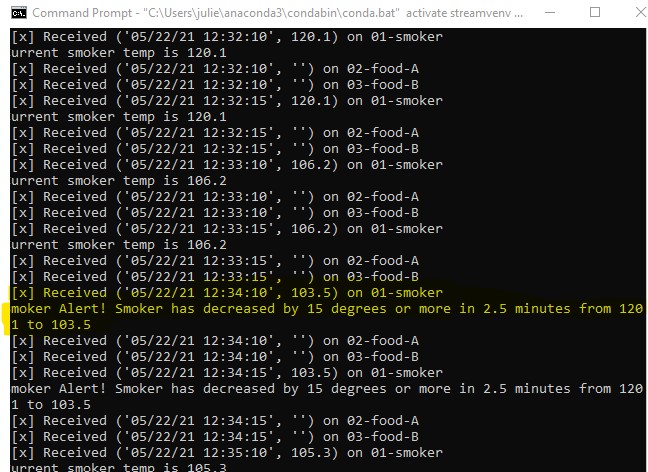 Command Prompt - "C:\Users\julie\anaconda3\condabin\conda.bat" activate streamvenv ...
[x] Received ('05/22/21 12:32:10', 120.1) on 01-smoker
urrent smoker temp is 120.1
[x] Received ('05/22/21 12:32:10', '') on 02-food-A
[x] Received ('05/22/21 12:32:10', '') on 03-food-B
[x] Received ('05/22/21 12:32:15', 120.1) on 01-smoker
urrent smoker temp is 120.1
[x] Received ('05/22/21 12:32:15', '') on 02-food-A
[x] Received ('05/22/21 12:32:15', '') on 03-food-B
[x] Received ('05/22/21 12:33:10', 106.2) on 01-smoker
urrent smoker temp is 106.2
[x] Received ('05/22/21 12:33:10', '') on 02-food-A
[x] Received ('05/22/21 12:33:10', '') on 03-food-B
[x] Received ('05/22/21 12:33:15', 106.2) on 01-smoker
urrent smoker temp is 106.2
[x] Received ('05/22/21 12:33:15', '') on 02-food-A
[x] Received ('05/22/21 12:33:15', '') on 03-food-B
[x] Received ('05/22/21 12:34:10', 103.5) on 01-smoker
moker Alert! Smoker has decreased by 15 degrees or more in 2.5 minutes from 120
1 to 103.5
[x] Received ('05/22/21 12:34:10', '') on 02-food-A
[x] Received ('05/22/21 12:34:10', '') on 03-food-B
[x] Received ('05/22/21 12:34:15', 103.5) on 01-smoker
moker Alert! Smoker has decreased by 15 degrees or more in 2.5 minutes from 120
1 to 103.5
[x] Received ('05/22/21 12:34:15', '') on 02-food-A
[x] Received ('05/22/21 12:34:15', '') on 03-food-B
[x] Received ('05/22/21 12:35:10', 105.3) on 01-smoker
urrent smoker temp is 105.3